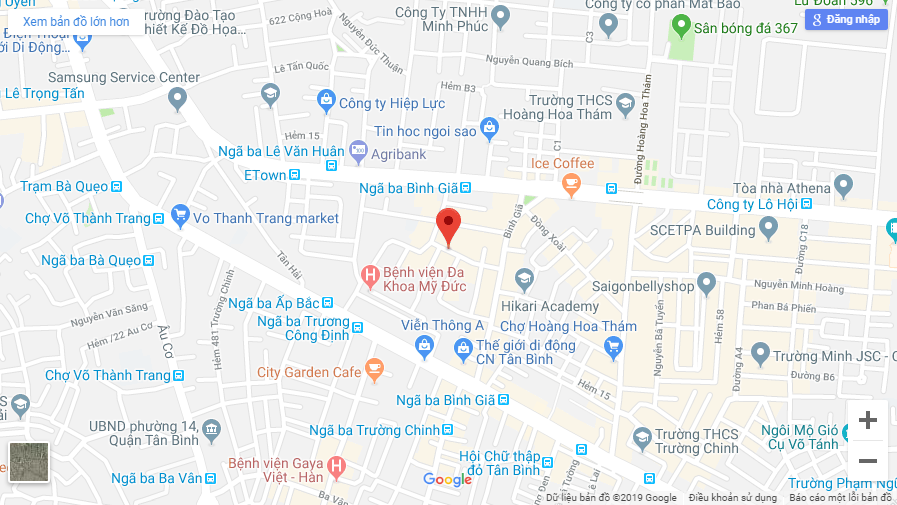 Xem bản đồ lớn hơn
Trường Đào Tạo
Thiết Kế Đồ Họa...
Điện Thoại
Di Động...
622 Cộng Hoà
Nguyễn Đức Thuận
Công ty TNHH
Minh Phúc
Công ty cổ phần Mắt Bão
C3
Lữ Đoàn 596
Đăng nhập
Sân bóng đá 367
Lê Tấn Quốc
Nguyễn Quang Bích
Samsung Service Center
Lê Trọng Tấn
Hẻm B3
Đường Hoàng Hoa Thám
Công ty Hiệp Lực
Trường THCS
Hoàng Hoa Thám
Tin hoc ngoi sao
Hẻm 15
Ngã ba Lê Văn Huân
Agribank
C1
Ice Coffee
ETown
Trạm Bà Quẹo
Ngã ba Bình Giã
Tòa nhà Athena
Công ty Lô Hội
Chợ Võ Thành Trang
Vo Thanh Trang market
Bình Giã
Đồng Xoài
SCETPA Building
Đường C18
Ngã ba Bà Quẹo
Tân Hải
Bệnh viện Đa
Khoa Mỹ Đức
Saigonbellyshop
Nguyễn Minh Hoàng
Hikari Academy
Phan Bá Phiến
Ngã ba Ấp Bắc
Nguyễn Văn Săng
Hẻm 481 Trường Chinh
Ngã ba Trương
Công Định
Viễn Thông A
Chợ Hoàng Hoa Thám
Nguyễn Bá Tuyển
Hẻm 58
Âu Cơ
Hẻm /22 Au Cơ
Thế giới di động
CN Tân Bình
Trường Minh JSC - C
Đường A4
Đường B6
Chợ Võ Thành Trang
City Garden Cafe
Hẻm 15
Ngã ba Bình Giã
UBND phường 14,
Quận Tân Bình
Ngã ba Trường Chinh
Trường THCS
Trường Chinh
Ngôi Mộ Gió
Cụ Võ Tánh
Bệnh viện Gaya
Việt - Hàn
Hội Chữ thập
đỏ Tân Bình
Lê Lai
Ngã ba Ba Vân
Ba Vân
Google
Trường Phạm Ngũ
Dữ liệu bản đồ ©2019 Google
Điều khoản sử dụng
Báo cáo một lỗi bản đồ